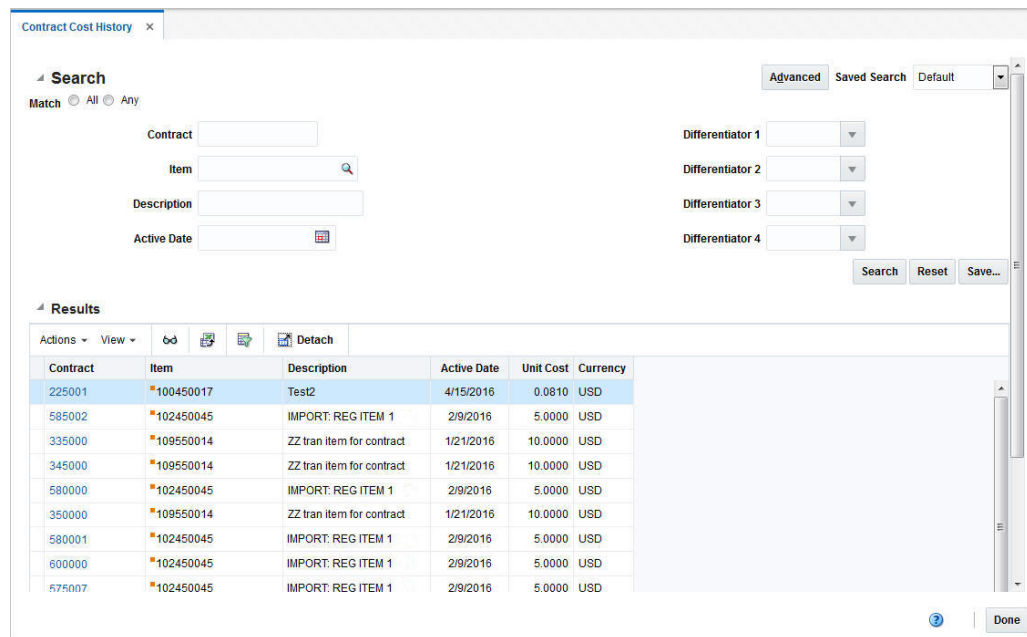 Contract Cost History ×
Search
Advanced Saved Search Default
Match All Any
Contract Differentiator 1
Item Differentiator 2
Description Differentiator 3
Active Date Differentiator 4
Search Reset Save...
Results
Actions View Detach
Contract Item Description Active Date Unit Cost Currency
225001 100450017 Test2 4/15/2016 0.0810 USD
585002 102450045 IMPORT: REG ITEM 1 2/9/2016 5.0000 USD
335000 109550014 ZZ tran item for contract 1/21/2016 10.0000 USD
345000 109550014 ZZ tran item for contract 1/21/2016 10.0000 USD
580000 102450045 IMPORT: REG ITEM 1 2/9/2016 5.0000 USD
350000 109550014 ZZ tran item for contract 1/21/2016 10.0000 USD
580001 102450045 IMPORT: REG ITEM 1 2/9/2016 5.0000 USD
600000 102450045 IMPORT: REG ITEM 1 2/9/2016 5.0000 USD
575007 102450045 IMPORT: REG ITEM 1 2/9/2016 5.0000 USD
? Done